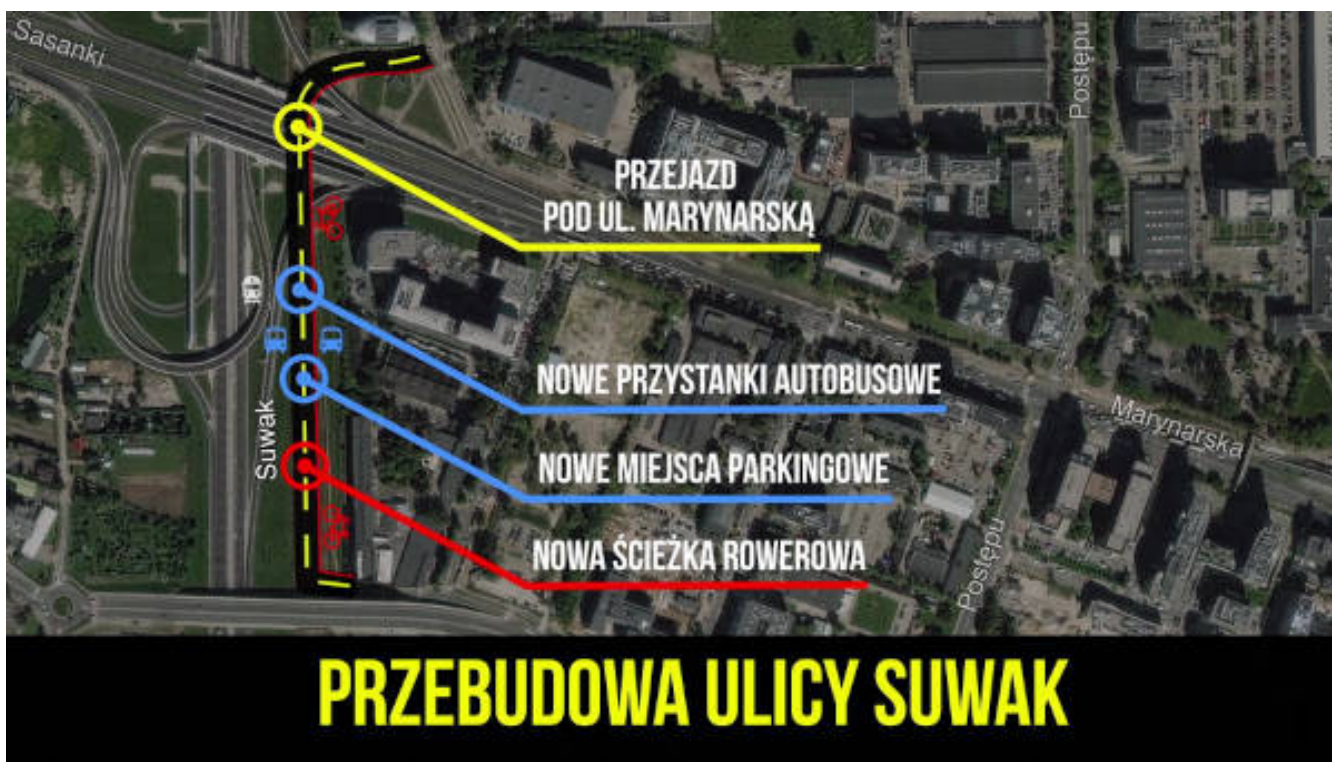 Sasanki
Postępu
PRZEJAZD
POD UL. MARYNARSKĄ
NOWE PRZYSTANKI AUTOBUSOWE
Suwak
Marynarska
NOWE MIEJSCA PARKINGOWE
NOWA ŚCIEŻKA ROWEROWA
Postępu
PRZEBUDOWA ULICY SUWAK